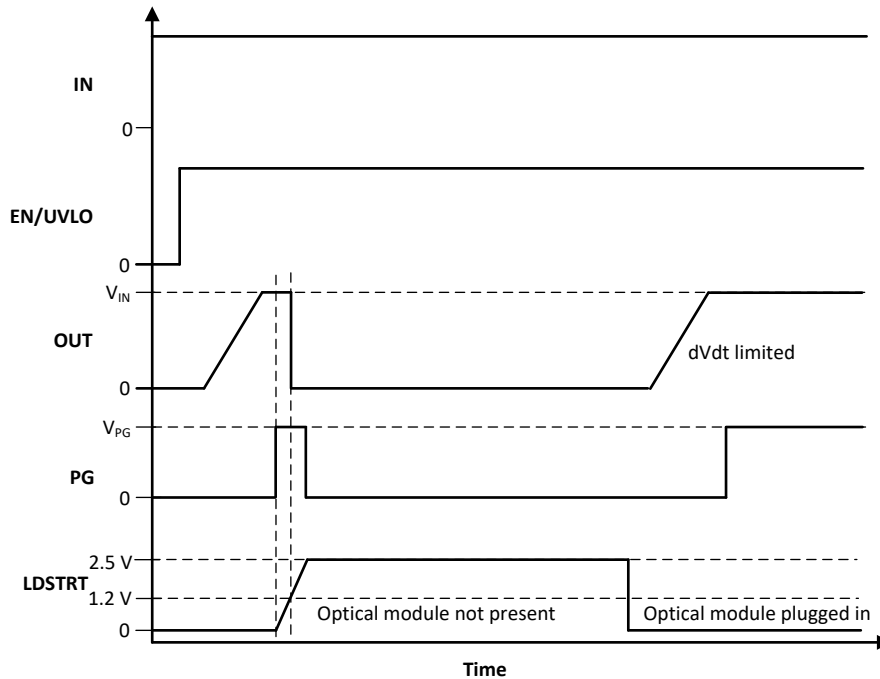 IN
0
EN/UVLO
0
V_IN
OUT
dVdt limited
0
V_PG
PG
0
2.5 V
LDSTRT
1.2 V
Optical module not present
Optical module plugged in
0
Time